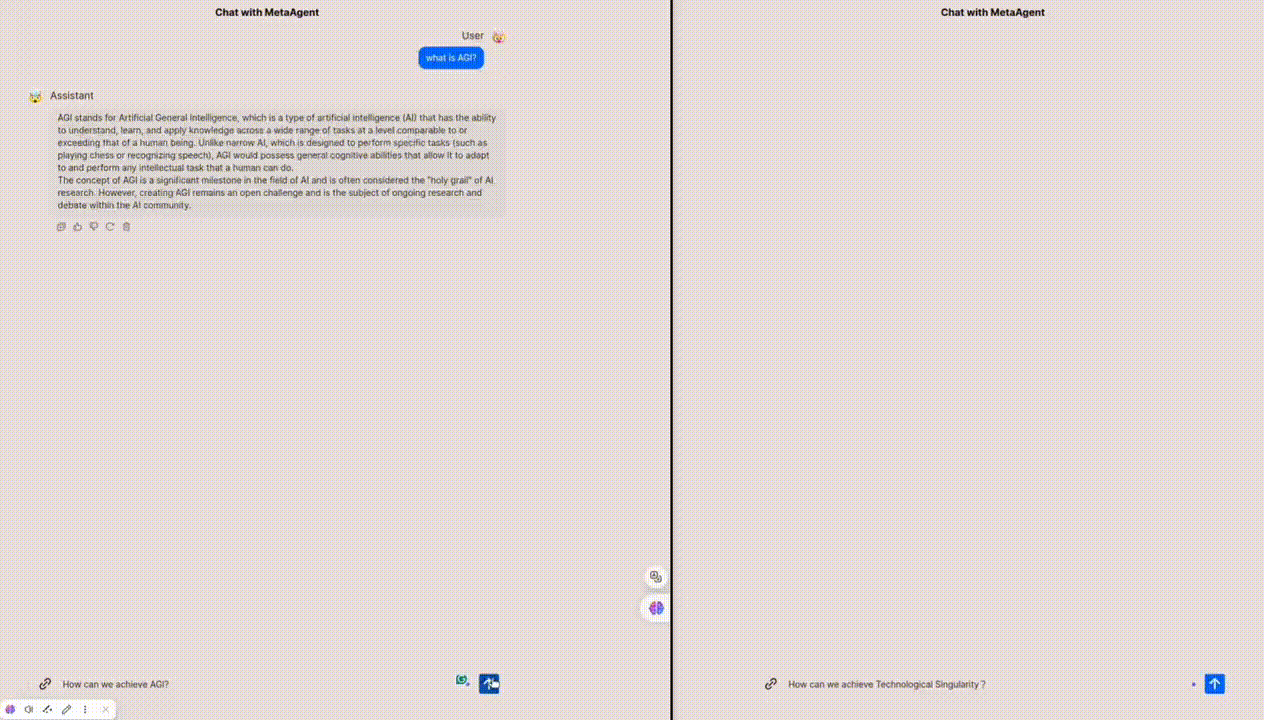 Chat with MetaAgent
User
what is AGI?
Assistant
AGI stands for Artificial General Intelligence, which is a type of artificial intelligence (AI) that has the ability
to understand, learn, and apply knowledge across a wide range of tasks at a level comparable to or
exceeding that of a human being. Unlike narrow AI, which is designed to perform specific tasks (such as
playing chess or recognizing speech), AGI would possess general cognitive abilities that allow it to adapt
to and perform any intellectual task that a human can do.
The concept of AGI is a significant milestone in the field of AI and is often considered the "holy grail" of AI
research. However, creating AGI remains an open challenge and is the subject of ongoing research and
debate within the AI community.
How can we achieve AGI?
Chat with MetaAgent
How can we achieve Technological Singularity？